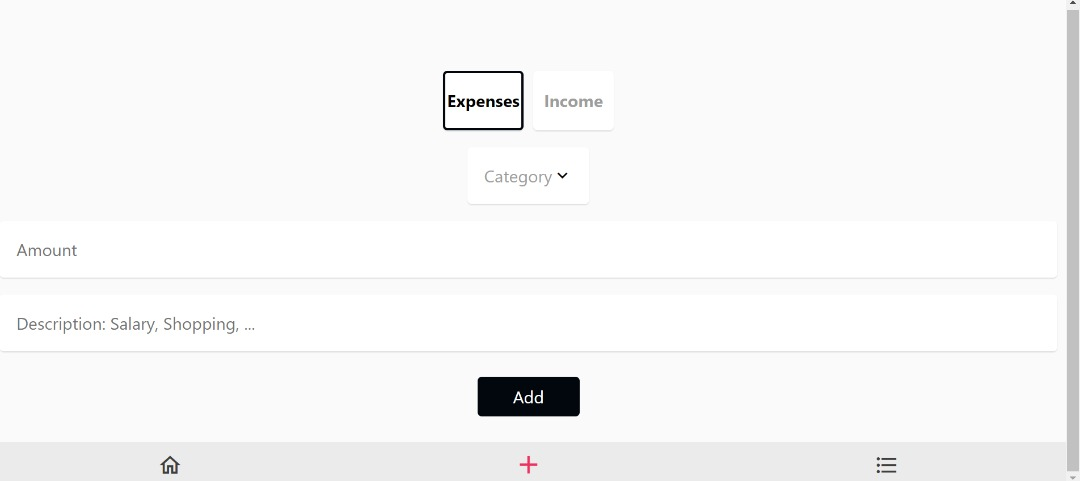 Expenses Income
Category
Amount
Description: Salary, Shopping, ...
Add